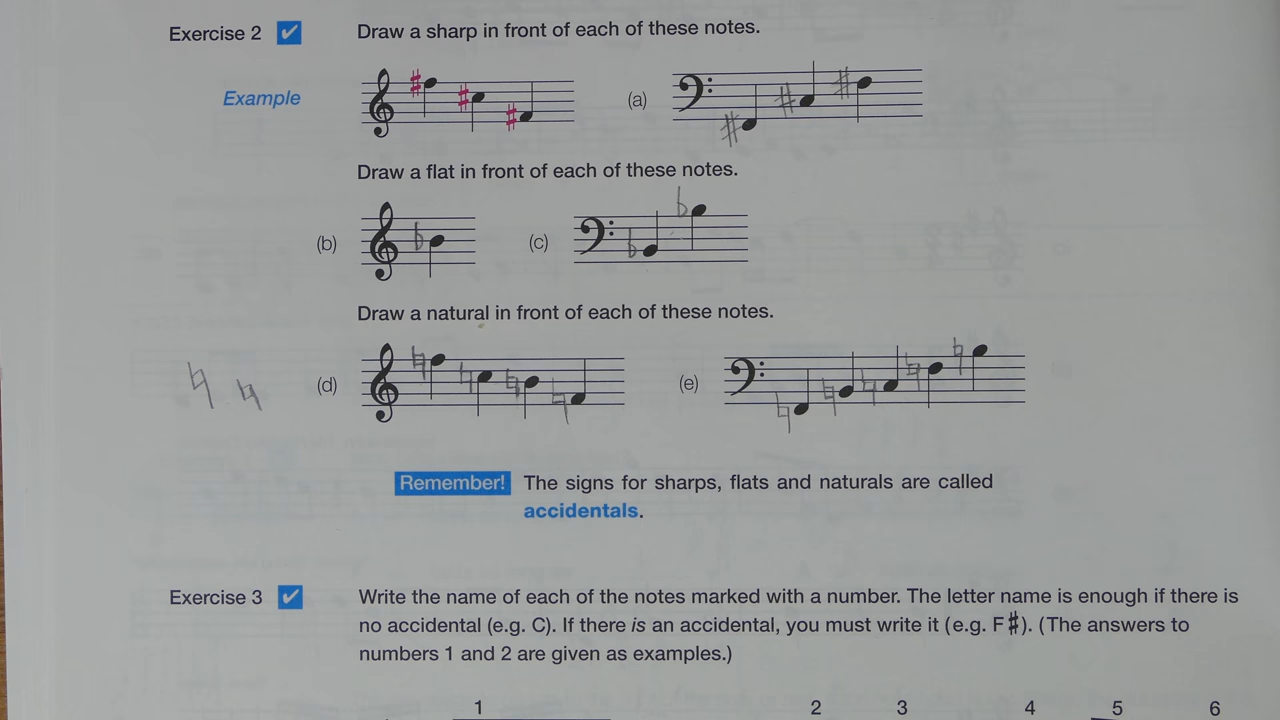 Exercise 2 ✔ Draw a sharp in front of each of these notes.
Example (a)
Draw a flat in front of each of these notes.
(b) (c)
Draw a natural in front of each of these notes.
(d) (e)
Remember! The signs for sharps, flats and naturals are called
accidentals.
Exercise 3 ✔ Write the name of each of the notes marked with a number. The letter name is enough if there is
no accidental (e.g. C). If there is an accidental, you must write it (e.g. F♯). (The answers to
numbers 1 and 2 are given as examples.)
1 2 3 4 5 6